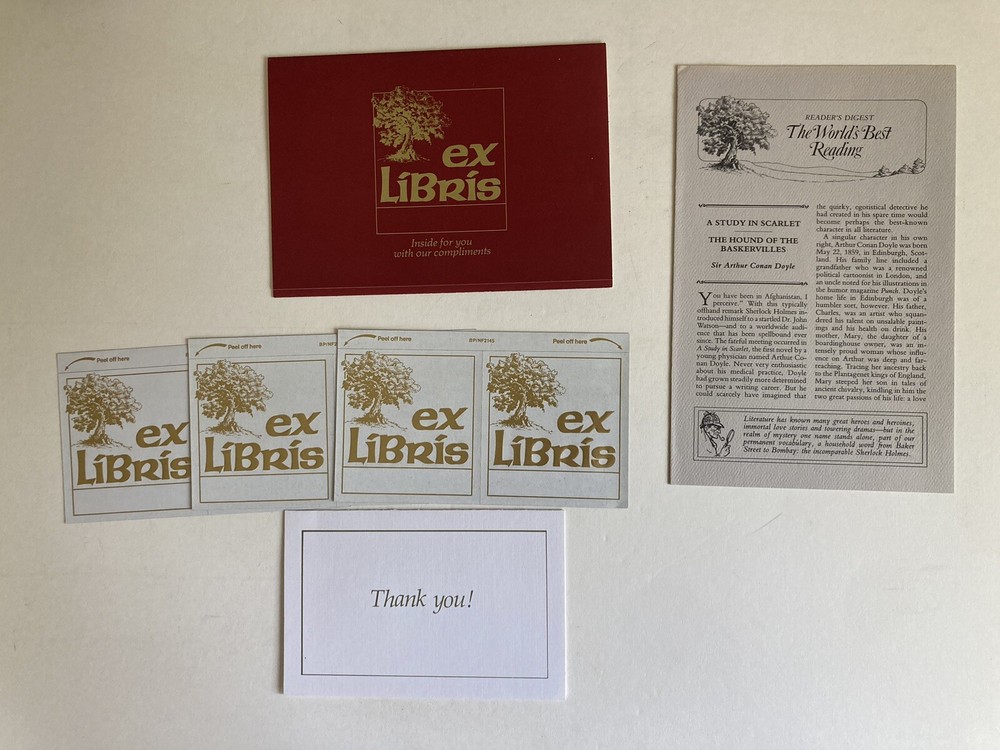 ex
LiBris
Inside for you
with our compliments
READER'S DIGEST
The World's Best
Reading
A STUDY IN SCARLET
THE HOUND OF THE
BASKERVILLES
Sir Arthur Conan Doyle
You have been in Afghanistan, I
perceive." With this typically
offhand remark Sherlock Holmes in-
troduced himself to a startled Dr. John
Watson—and to a worldwide audi-
ence that has been spellbound ever
since. The fateful meeting occurred in
A Study in Scarlet, the first novel by a
young physician named Arthur Co-
nan Doyle. Never very enthusiastic
about his medical practice, Doyle
had grown steadily more determined
to pursue a writing career. But he
could scarcely have imagined that
the quirky, egotistical detective he
had created in his spare time would
become perhaps the best-known
character in all literature.
A singular character in his own
right, Arthur Conan Doyle was born
May 22, 1859, in Edinburgh, Scot-
land. His family line included a
grandfather who was a renowned
political cartoonist in London, and
an uncle noted for his illustrations in
the humor magazine Punch. Doyle's
home life in Edinburgh was of a
humbler sort, however. His father,
Charles, was an artist who squan-
dered his talent on unsalable paint-
ings and his health on drink. His
mother, Mary, the daughter of a
boardinghouse owner, was an in-
tensely proud woman whose influ-
ence on Arthur was deep and far-
reaching. Tracing her ancestry back
to the Plantagenet kings of England,
Mary steeped her son in tales of
ancient chivalry, kindling in him the
two great passions of his life: a love
Literature has known many great heroes and heroines,
immortal love stories and towering dramas—but in the
realm of mystery one name stands alone, part of our
permanent vocabulary, a household word from Baker
Street to Bombay: the incomparable Sherlock Holmes.
Peel off here
ex
LiBris
Peel off here
ex
LiBris
Peel off here
BP/NF2145
ex
LiBris
Peel off here
ex
LiBris
Thank you!